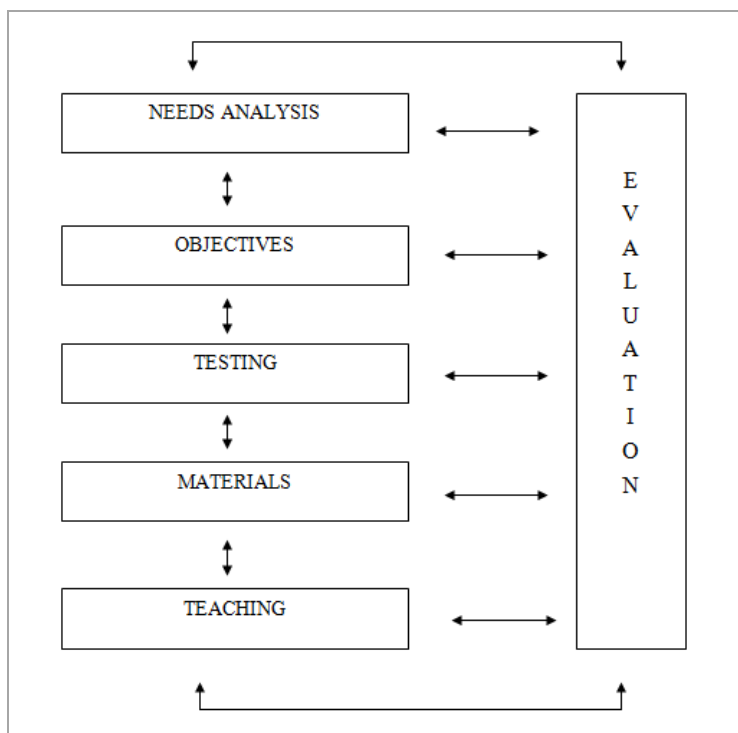 NEEDS ANALYSIS
OBJECTIVES
TESTING
MATERIALS
TEACHING
E
V
A
L
U
A
T
I
O
N